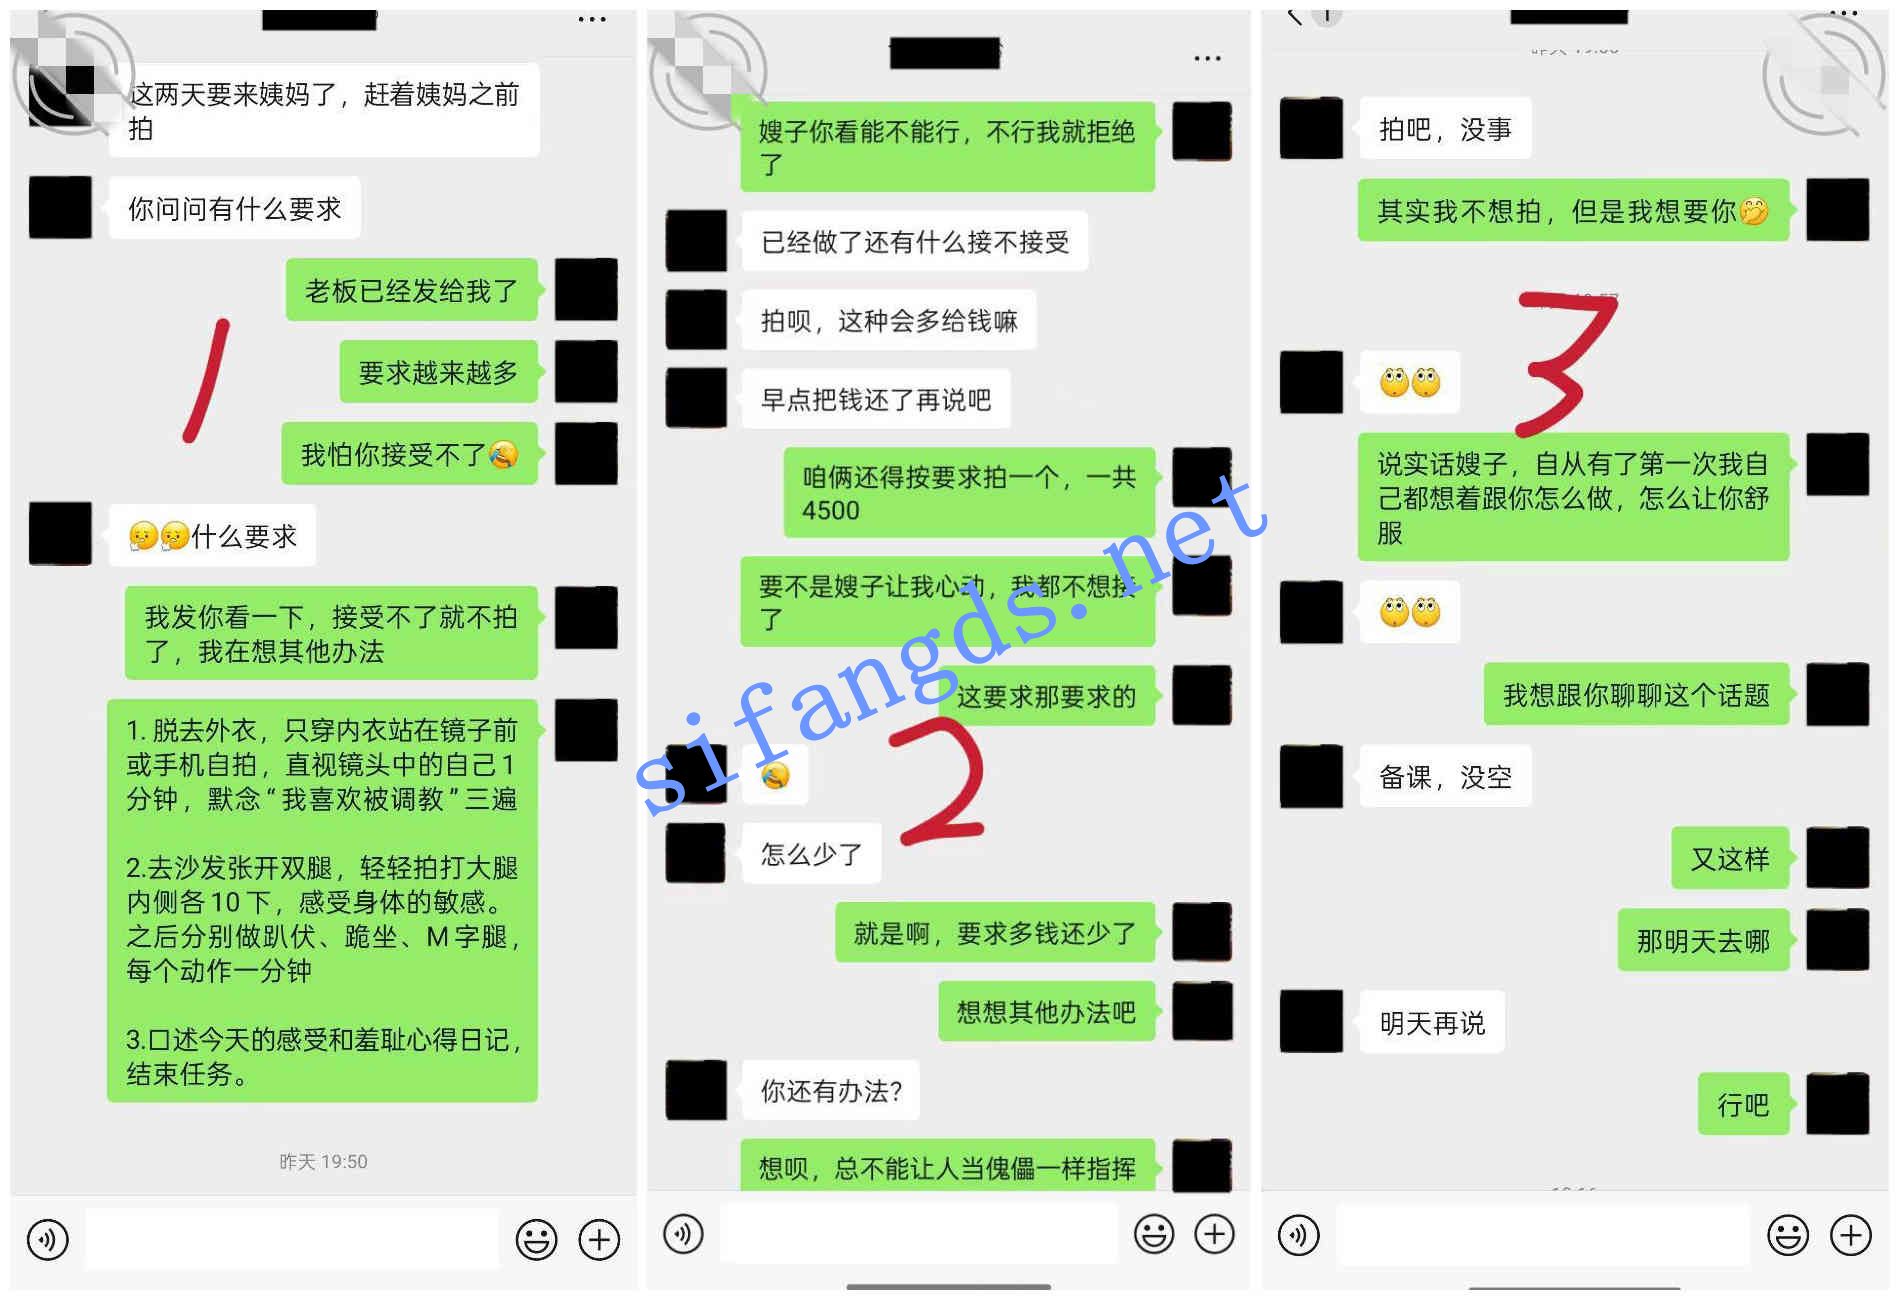 这两天要来姨妈了，赶着姨妈之前
拍
你问问有什么要求
老板已经发给我了
要求越来越多
我怕你接受不了
什么要求
我发你看一下，接受不了就不拍
了，我在想其他办法
1. 脱去外衣，只穿内衣站在镜子前
或手机自拍，直视镜头中的自己1
分钟，默念“我喜欢被调教”三遍
2.去沙发张开双腿，轻轻拍打大腿
内侧各10下，感受身体的敏感。
之后分别做趴伏、跪坐、M字腿，
每个动作一分钟
3.口述今天的感受和羞耻心得日记，
结束任务。
昨天 19:50
1
嫂子你看能不能行，不行我就拒绝
了
已经做了还有什么接不接受
拍呗，这种会多给钱嘛
早点把钱还了再说吧
咱俩还得按要求拍一个，一共
4500
要不是嫂子让我心动，我都不想接
了
这要求那要求的
怎么少了
就是啊，要求多钱还少了
想想其他办法吧
你还有办法？
想呗，总不能让人当傀儡一样指挥
2
拍吧，没事
其实我不想拍，但是我想要你
说实话嫂子，自从有了第一次我自
己都想着跟你怎么做，怎么让你舒
服
我想跟你聊聊这个话题
备课，没空
又这样
那明天去哪
明天再说
行吧
3
sifangds.net